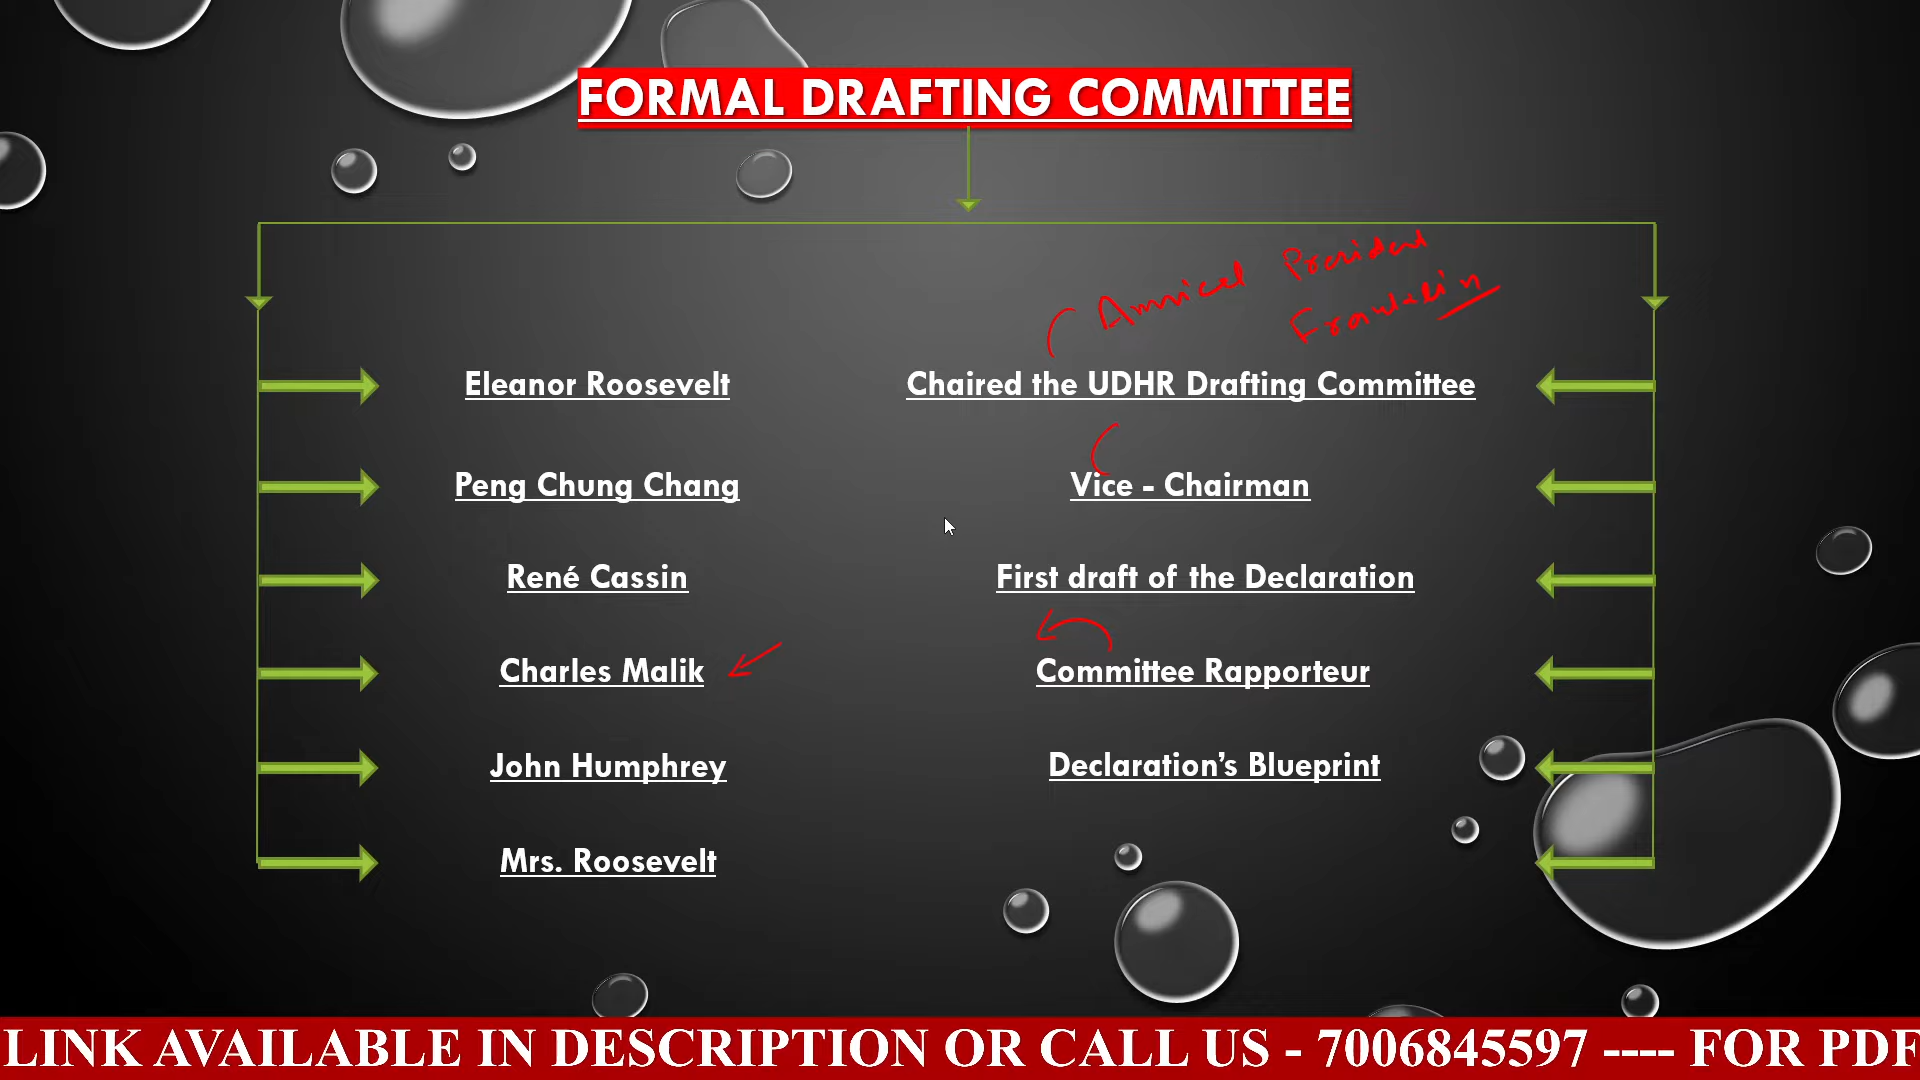 FORMAL DRAFTING COMMITTEE
Eleanor Roosevelt Chaired the UDHR Drafting Committee
Peng Chung Chang Vice - Chairman
René Cassin First draft of the Declaration
Charles Malik Committee Rapporteur
John Humphrey Declaration’s Blueprint
Mrs. Roosevelt
LINK AVAILABLE IN DESCRIPTION OR CALL US - 7006845597 ---- FOR PDF